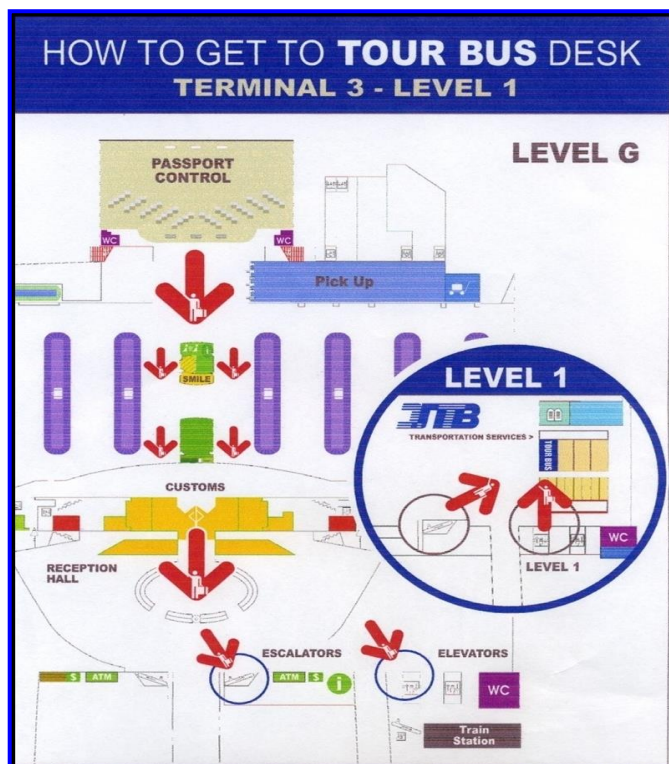 HOW TO GET TO TOUR BUS DESK
TERMINAL 3 - LEVEL 1
LEVEL G
PASSPORT
CONTROL
WC
WC
Pick Up
SMILE
LEVEL 1
TRANSPORTATION SERVICES >
TOUR BUS
CUSTOMS
WC
LEVEL 1
RECEPTION
HALL
ESCALATORS
ELEVATORS
$
ATM
ATM
$
i
WC
Train
Station